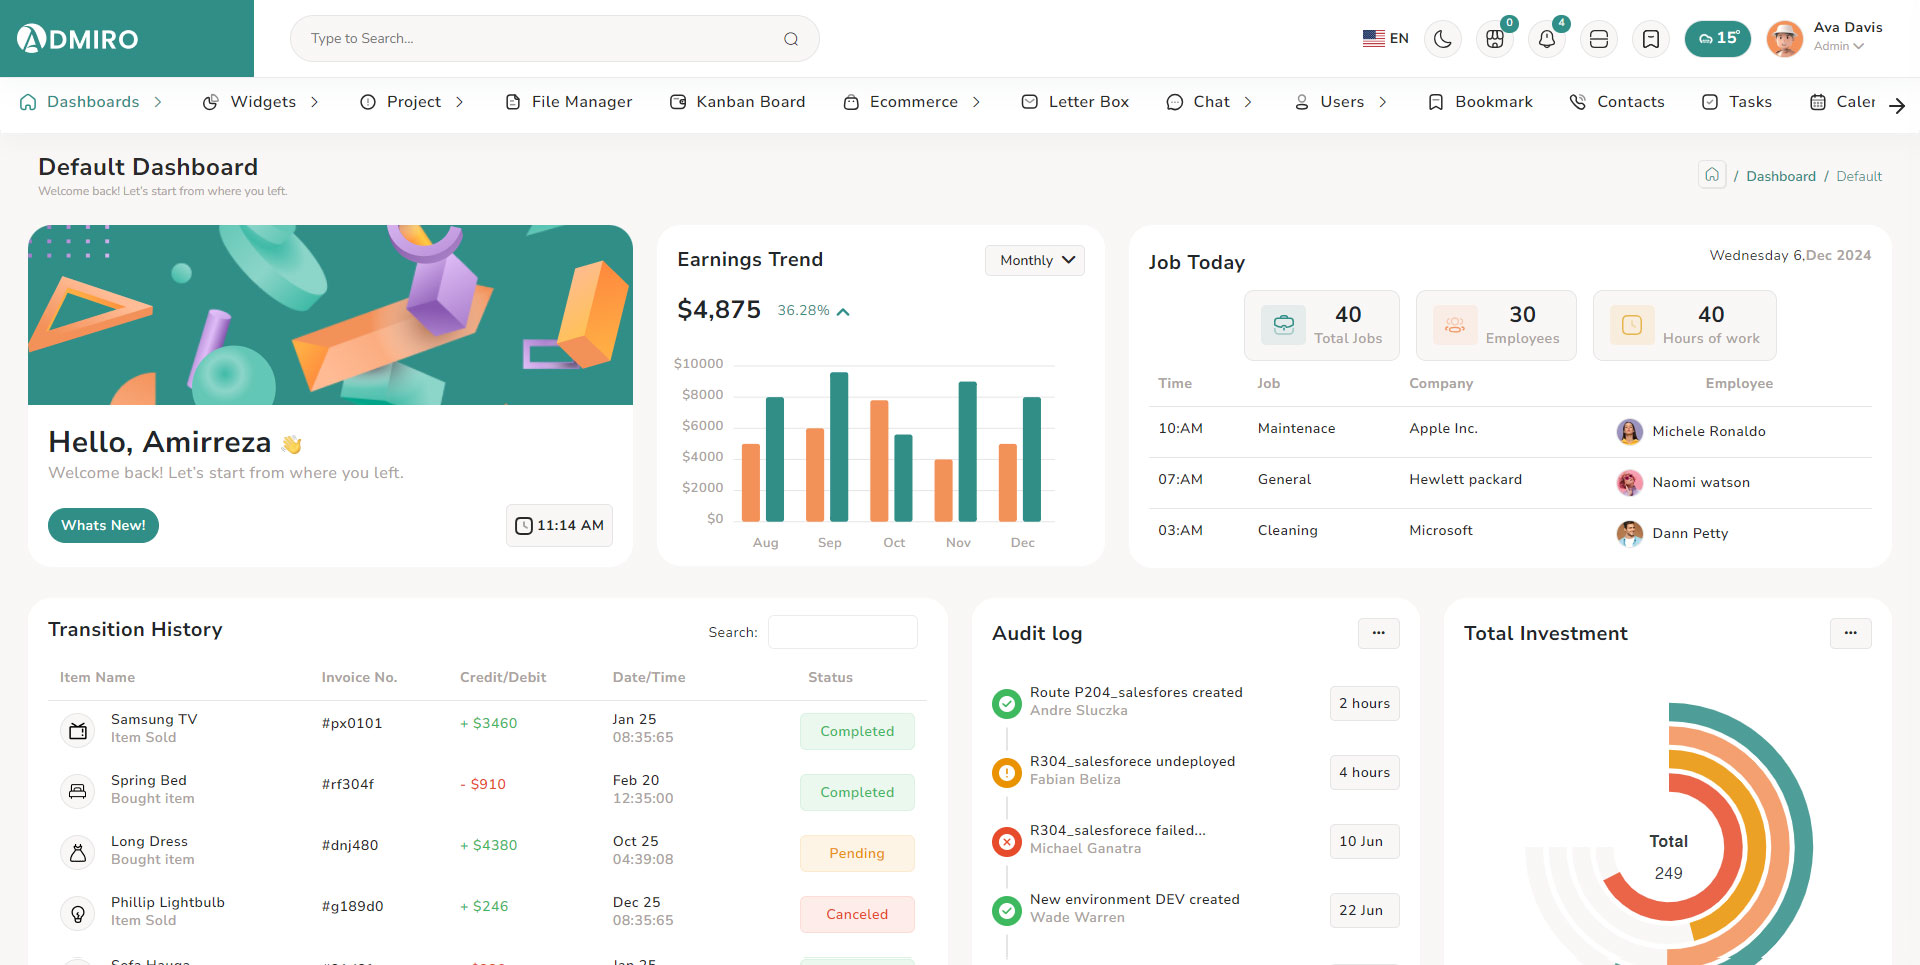 ADMIRO
Type to Search...
EN
0
4
15°
Ava Davis
Admin
Dashboards
Widgets
Project
File Manager
Kanban Board
Ecommerce
Letter Box
Chat
Users
Bookmark
Contacts
Tasks
Caler
Default Dashboard
Welcome back! Let's start from where you left.
/ Dashboard / Default
Hello, Amirreza 👋
Welcome back! Let's start from where you left.
Whats New!
11:14 AM
Earnings Trend
Monthly
$4,875 36.28%
$10000
$8000
$6000
$4000
$2000
$0
Aug Sep Oct Nov Dec
Job Today
Wednesday 6,Dec 2024
40
Total Jobs
30
Employees
40
Hours of work
Time Job Company Employee
10:AM Maintenace Apple Inc. Michele Ronaldo
07:AM General Hewlett packard Naomi watson
03:AM Cleaning Microsoft Dann Petty
Transition History
Search:
Item Name Invoice No. Credit/Debit Date/Time Status
Samsung TV
Item Sold
#px0101
+ $3460
Jan 25
08:35:65
Completed
Spring Bed
Bought item
#rf304f
- $910
Feb 20
12:35:00
Completed
Long Dress
Bought item
#dnj480
+ $4380
Oct 25
04:39:08
Pending
Phillip Lightbulb
Item Sold
#g189d0
+ $246
Dec 25
08:35:65
Canceled
Jan 25
Audit log
...
Route P204_salesfores created
Andre Sluczka
2 hours
R304_salesforece undeployed
Fabian Beliza
4 hours
R304_salesforece failed...
Michael Ganatra
10 Jun
New environment DEV created
Wade Warren
22 Jun
Total Investment
...
Total
249